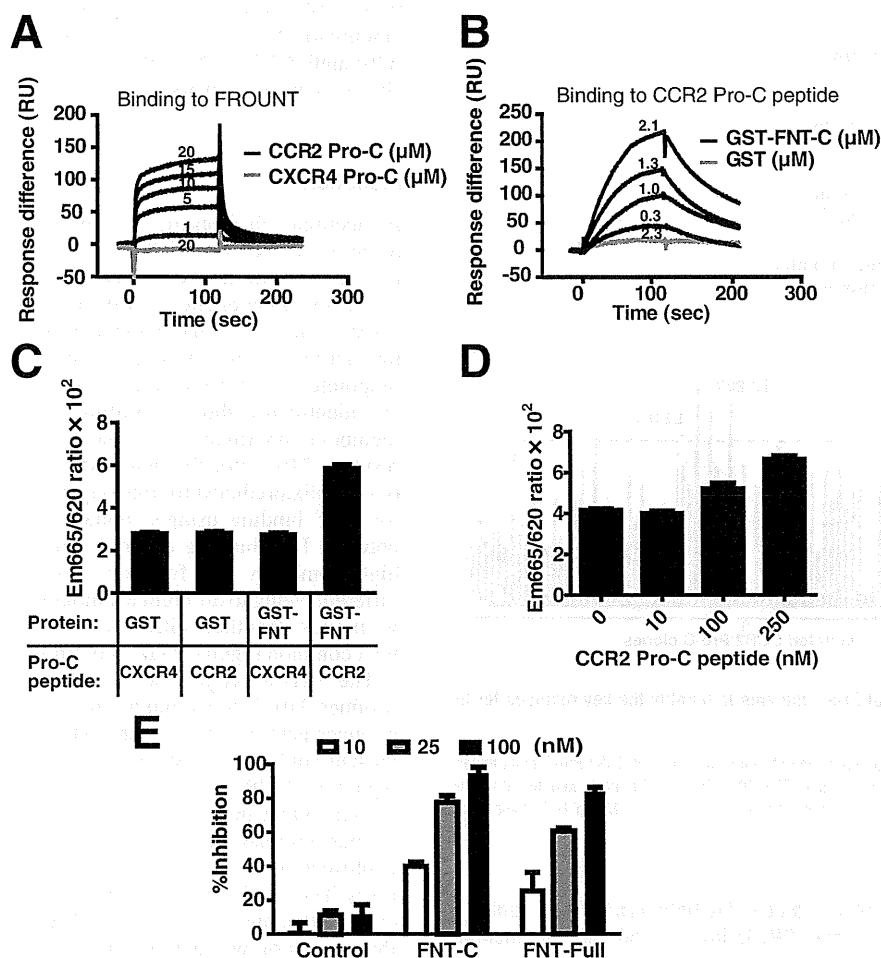 A
Binding to FROUNT
Response difference (RU)
200
150
100
50
0
-50
20
15
10
5
1
20
CCR2 Pro-C (µM)
CXCR4 Pro-C (µM)
0 100 200 300
Time (sec)
B
Binding to CCR2 Pro-C peptide
Response difference (RU)
250
200
150
100
50
0
-50
2.1
1.3
1.0
0.3
2.3
GST-FNT-C (µM)
GST (µM)
0 100 200 300
Time (sec)
C
Em665/620 ratio × 10²
8
6
4
2
0
Protein: GST GST GST-FNT GST-FNT
Pro-C peptide: CXCR4 CCR2 CXCR4 CCR2
D
Em665/620 ratio × 10²
8
6
4
2
0
0 10 100 250
CCR2 Pro-C peptide (nM)
E
10 25 100 (nM)
%Inhibition
100
80
60
40
20
0
Control FNT-C FNT-Full